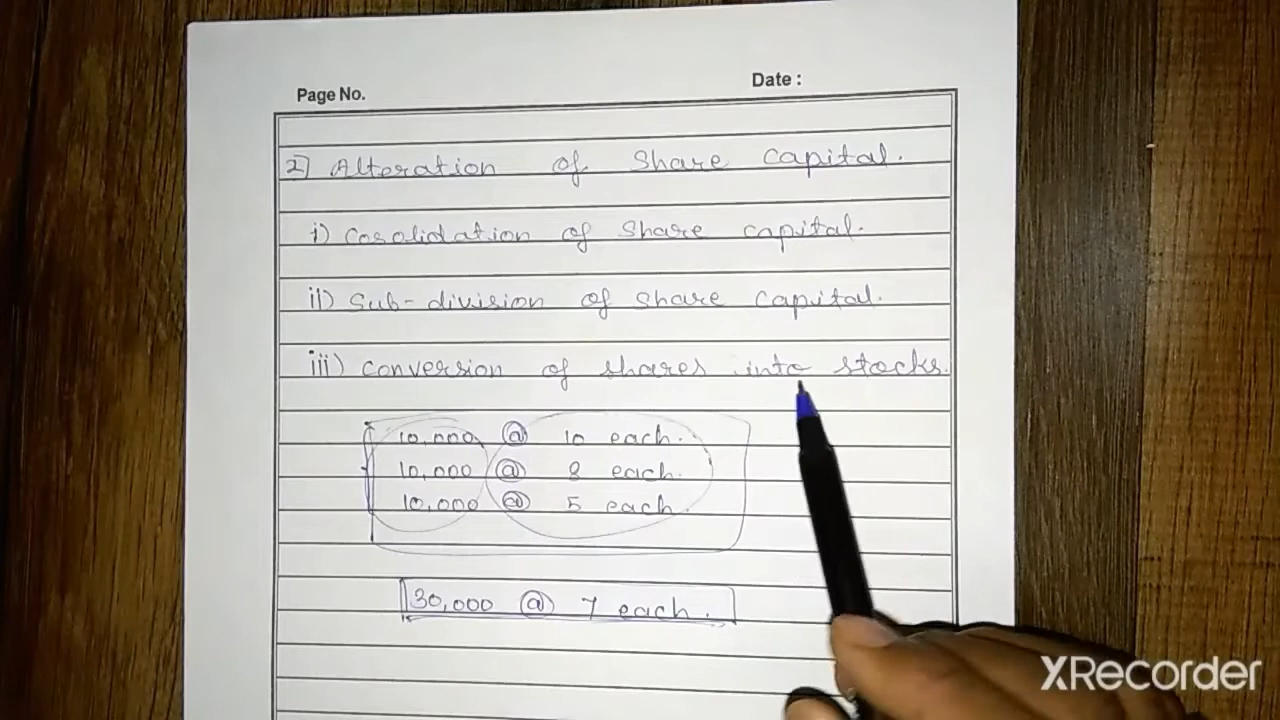 Page No.
Date :
2) Alteration of Share capital.
i) Cosolidation of Share capital.
ii) Sub-division of share capital.
iii) Conversion of shares into stocks.
10,000 @ 10 each.
10,000 @ 8 each.
10,000 @ 5 each.
30,000 @ 7 each.
XRecorder